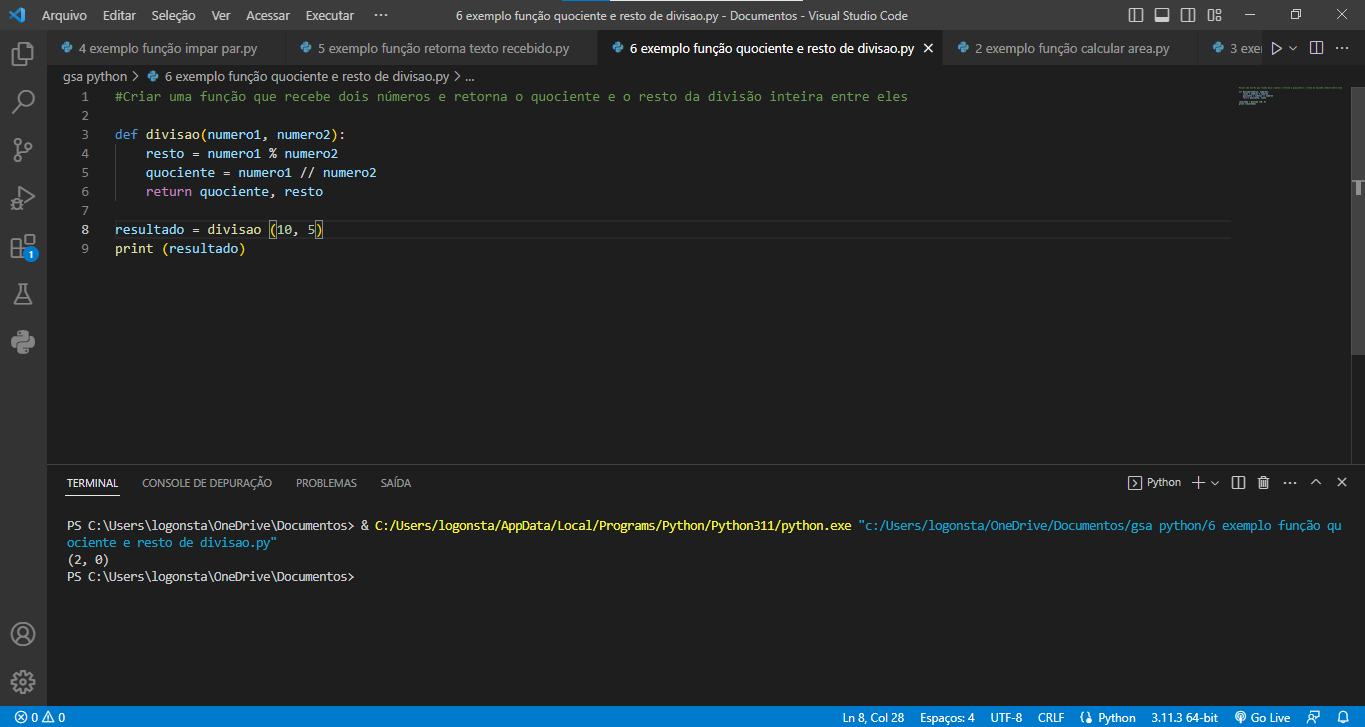 Arquivo Editar Seleção Ver Acessar Executar ··· 6 exemplo função quociente e resto de divisao.py - Documentos - Visual Studio Code
4 exemplo função impar par.py 5 exemplo função retorna texto recebido.py 6 exemplo função quociente e resto de divisao.py 2 exemplo função calcular area.py 3 exe
gsa python > 6 exemplo função quociente e resto de divisao.py > ...
1 #Criar uma função que recebe dois números e retorna o quociente e o resto da divisão inteira entre eles
2
3 def divisao(numero1, numero2):
4 resto = numero1 % numero2
5 quociente = numero1 // numero2
6 return quociente, resto
7
8 resultado = divisao (10, 5)
9 print (resultado)
1
TERMINAL CONSOLE DE DEPURAÇÃO PROBLEMAS SAÍDA Python
PS C:\Users\logonsta\OneDrive\Documentos> & C:/Users/logonsta/AppData/Local/Programs/Python/Python311/python.exe "c:/Users/logonsta/OneDrive/Documentos/gsa python/6 exemplo função qu
ociente e resto de divisao.py"
(2, 0)
PS C:\Users\logonsta\OneDrive\Documentos>
0 0 Ln 8, Col 28 Espaços: 4 UTF-8 CRLF Python 3.11.3 64-bit Go Live